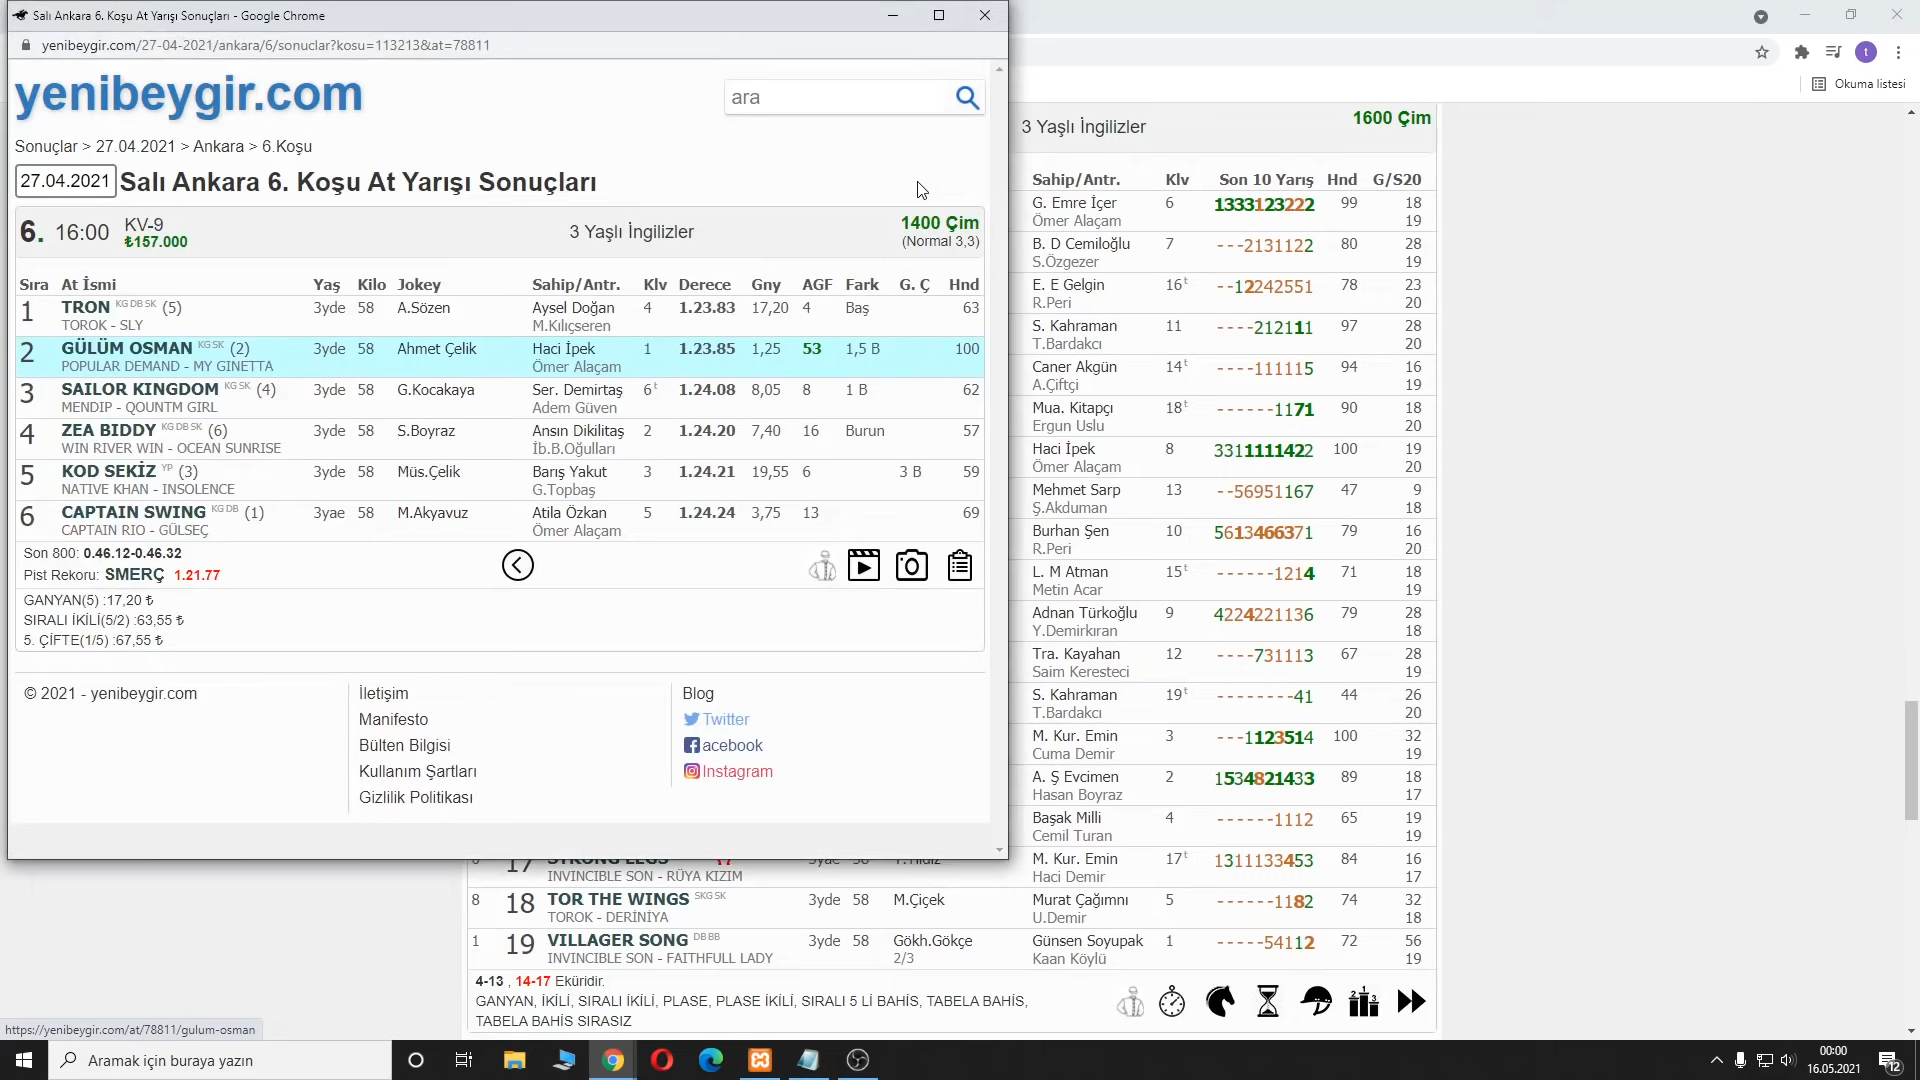 Salı Ankara 6. Koşu At Yarışı Sonuçları - Google Chrome
yenibeygir.com/27-04-2021/ankara/6/sonuclar?kosu=113213&at=78811
yenibeygir.com
ara
Sonuçlar > 27.04.2021 > Ankara > 6.Koşu
27.04.2021 Salı Ankara 6. Koşu At Yarışı Sonuçları
6. 16:00 KV-9 3 Yaşlı İngilizler 1400 Çim
₺157.000 (Normal 3,3)
Sıra At İsmi Yaş Kilo Jokey Sahip/Antr. Klv Derece Gny AGF Fark G. Ç Hnd
1 TRON KG DB SK (5) 3yde 58 A.Sözen Aysel Doğan 4 1.23.83 17,20 4 Baş 63
TOROK - SLY M.Kılıçseren
2 GÜLÜM OSMAN KG SK (2) 3yde 58 Ahmet Çelik Haci İpek 1 1.23.85 1,25 53 1,5 B 100
POPULAR DEMAND - MY GINETTA Ömer Alaçam
3 SAILOR KINGDOM KG SK (4) 3yde 58 G.Kocakaya Ser. Demirtaş 6 t 1.24.08 8,05 8 1 B 62
MENDIP - QOUNTM GIRL Adem Güven
4 ZEA BIDDY KG DB SK (6) 3yde 58 S.Boyraz Ansın Dikilitaş 2 1.24.20 7,40 16 Burun 57
WIN RIVER WIN - OCEAN SUNRISE İb.B.Oğulları
5 KOD SEKİZ YP (3) 3yde 58 Müs.Çelik Barış Yakut 3 1.24.21 19,55 6 3 B 59
NATIVE KHAN - INSOLENCE G.Topbaş
6 CAPTAIN SWING KG DB (1) 3yae 58 M.Akyavuz Atila Özkan 5 1.24.24 3,75 13 69
CAPTAIN RIO - GÜLSEÇ Ömer Alaçam
Son 800: 0.46.12-0.46.32
Pist Rekoru: SMERÇ 1.21.77
GANYAN(5) :17,20 ₺
SIRALI İKİLİ(5/2) :63,55 ₺
5. ÇİFTE(1/5) :67,55 ₺
© 2021 - yenibeygir.com
İletişim
Manifesto
Bülten Bilgisi
Kullanım Şartları
Gizlilik Politikası
Blog
Twitter
acebook
Instagram
t
Okuma listesi
3 Yaşlı İngilizler 1600 Çim
Sahip/Antr. Klv Son 10 Yarış Hnd G/S20
G. Emre İçer 6 1333123222 99 18
Ömer Alaçam 19
B. D Cemiloğlu 7 ---2131122 80 28
S.Özgezer 19
E. E Gelgin 16 t --12242551 78 23
R.Peri 20
S. Kahraman 11 ----212111 97 28
T.Bardakcı 20
Caner Akgün 14 t ----111115 94 16
A.Çiftçi 19
Mua. Kitapçı 18 t ------1171 90 18
Ergun Uslu 20
Haci İpek 8 3311111422 100 19
Ömer Alaçam 20
Mehmet Sarp 13 --56951167 47 9
Ş.Akduman 18
Burhan Şen 10 5613466371 79 16
R.Peri 20
L. M Atman 15 t ------1214 71 18
Metin Acar 19
Adnan Türkoğlu 9 4224221136 79 28
Y.Demirkıran 18
Tra. Kayahan 12 ----731113 67 28
Saim Keresteci 19
S. Kahraman 19 t --------41 44 26
T.Bardakcı 20
M. Kur. Emin 3 ---1123514 100 32
Cuma Demir 19
A. Ş Evcimen 2 1534821433 89 18
Hasan Boyraz 17
Başak Milli 4 ------1112 65 19
Cemil Turan 19
17 STRONG LEGS 3yae 58 T.Yıldız M. Kur. Emin 17 t 1311133453 84 16
INVINCIBLE SON - RÜYA KIZIM Haci Demir 17
8 18 TOR THE WINGS SKG SK 3yde 58 M.Çiçek Murat Çağımnı 5 ------1182 74 32
TOROK - DERİNİYA U.Demir 18
1 19 VILLAGER SONG DB BB 3yde 58 Gökh.Gökçe Günsen Soyupak 1 -----54112 72 56
INVINCIBLE SON - FAITHFULL LADY 2/3 Kaan Köylü 19
4-13 , 14-17 Eküridir.
GANYAN, İKİLİ, SIRALI İKİLİ, PLASE, PLASE İKİLİ, SIRALI 5 Lİ BAHİS, TABELA BAHİS,
TABELA BAHİS SIRASIZ
https://yenibeygir.com/at/78811/gulum-osman
Aramak için buraya yazın
00:00
16.05.2021
12